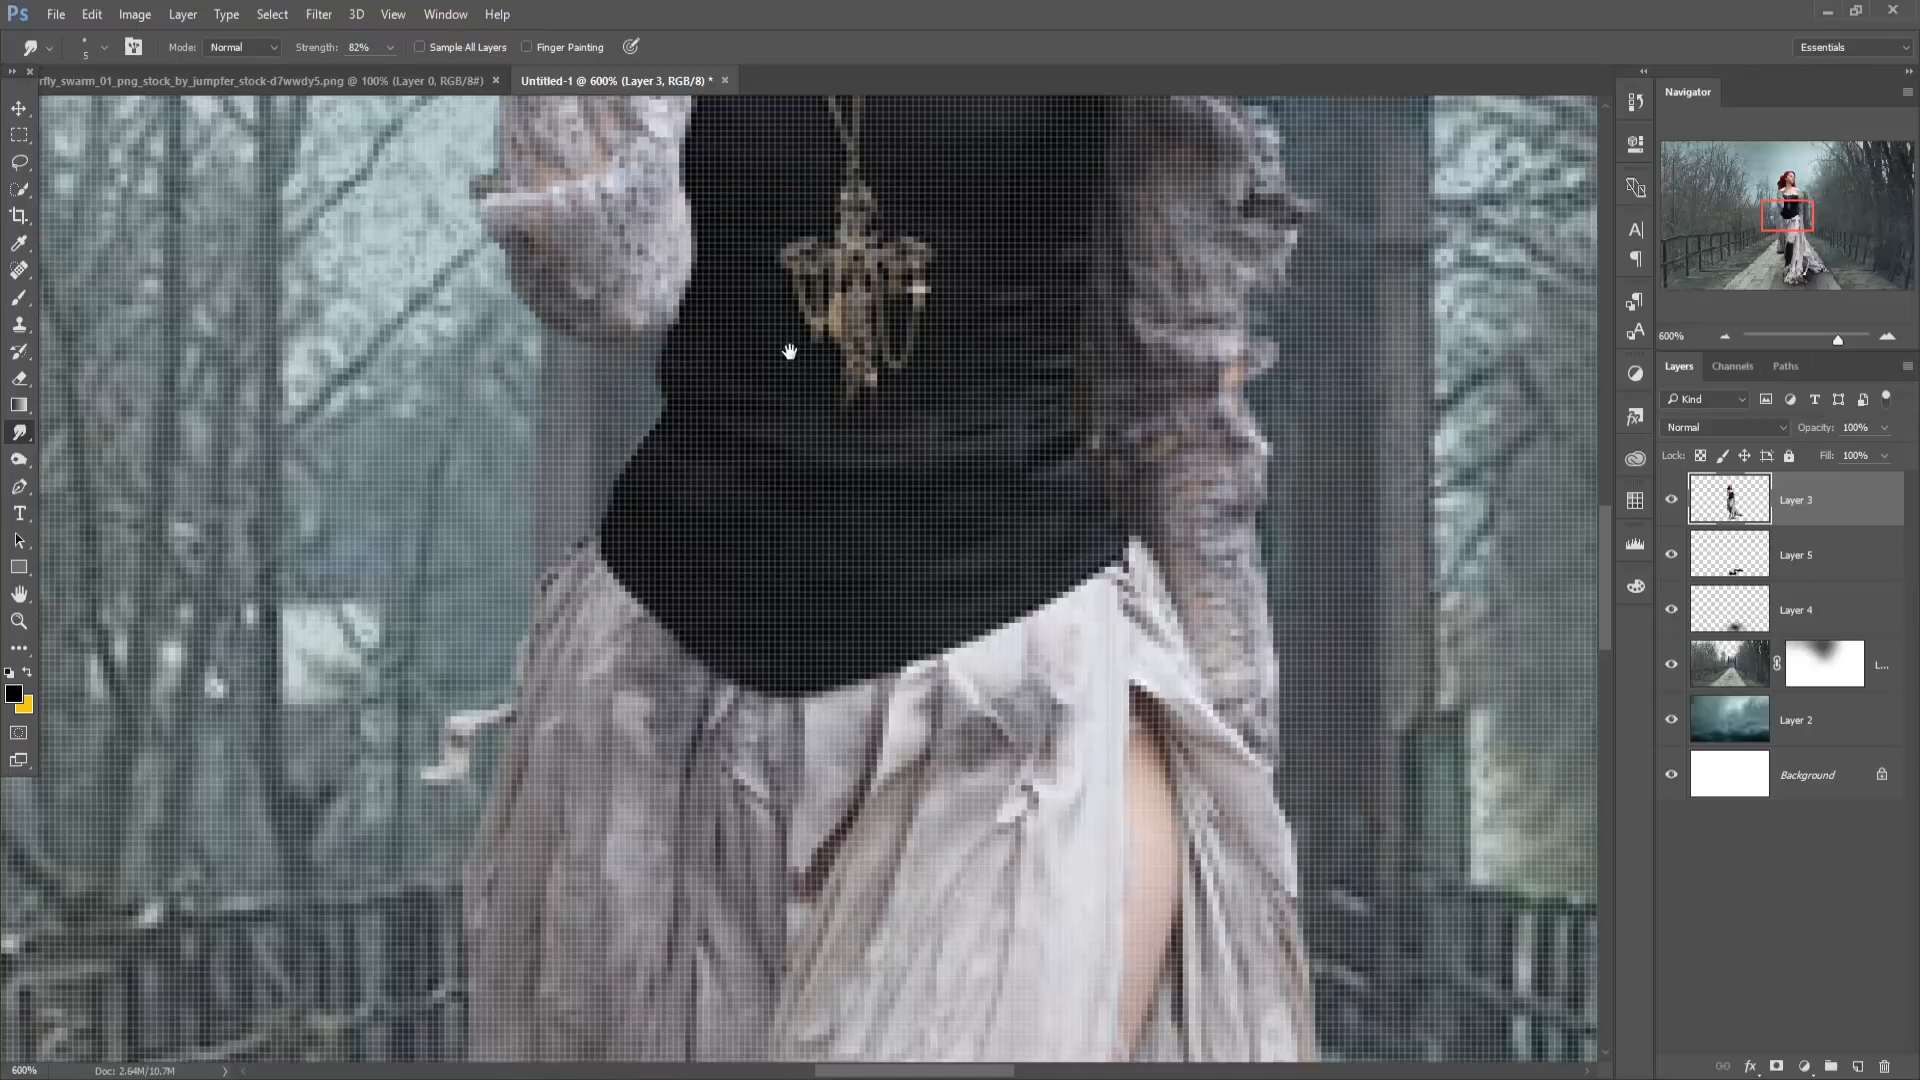 Ps File Edit Image Layer Type Select Filter 3D View Window Help
5 Mode: Normal Strength: 82% Sample All Layers Finger Painting Essentials
rfly_swarm_01_png_stock_by_jumpfer_stock-d7wwdy5.png @ 100% (Layer 0, RGB/8#) × Untitled-1 @ 600% (Layer 3, RGB/8) * ×
Navigator
600%
Layers Channels Paths
Kind
Normal Opacity: 100%
Lock: Fill: 100%
Layer 3
Layer 5
Layer 4
L...
Layer 2
Background
600% Doc: 2.64M/10.7M